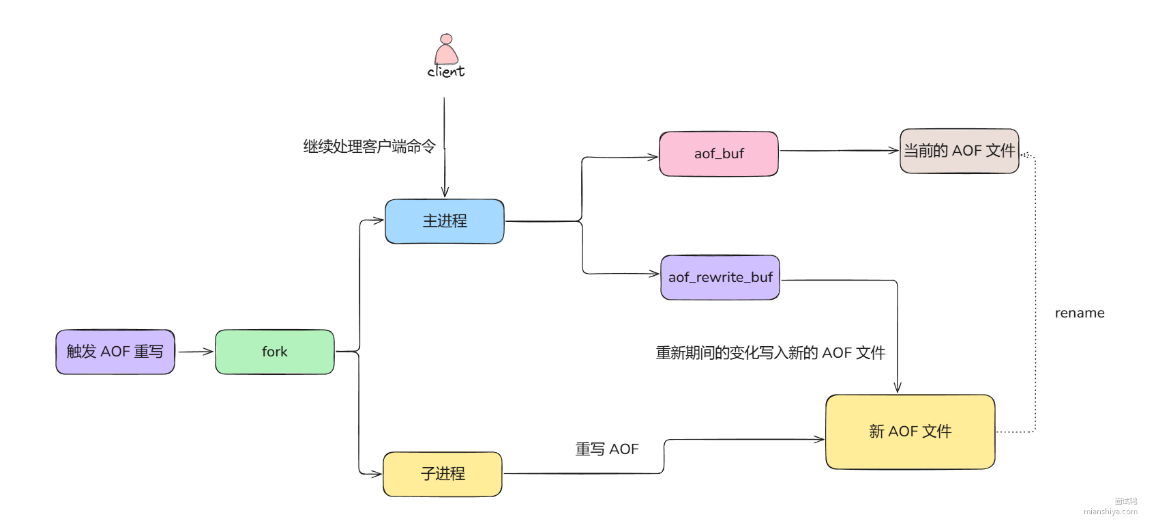 client
继续处理客户端命令
aof_buf
当前的 AOF 文件
主进程
aof_rewrite_buf
rename
触发 AOF 重写
fork
重新期间的变化写入新的 AOF 文件
新 AOF 文件
重写 AOF
子进程
面试鸭
mianshiya.com